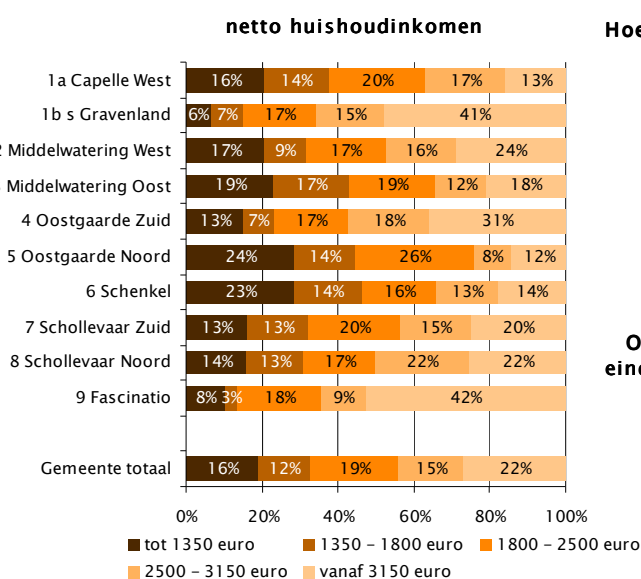 netto huishoudinkomen
Hoe
1a Capelle West 16% 14% 20% 17% 13%
1b s Gravenland 6% 7% 17% 15% 41%
2 Middelwatering West 17% 9% 17% 16% 24%
Middelwatering Oost 19% 17% 19% 12% 18%
4 Oostgaarde Zuid 13% 7% 17% 18% 31%
5 Oostgaarde Noord 24% 14% 26% 8% 12%
6 Schenkel 23% 14% 16% 13% 14%
7 Schollevaar Zuid 13% 13% 20% 15% 20%
O
8 Schollevaar Noord 14% 13% 17% 22% 22%
eind
9 Fascinatio 8% 3% 18% 9% 42%
Gemeente totaal 16% 12% 19% 15% 22%
0% 20% 40% 60% 80% 100%
tot 1350 euro 1350 - 1800 euro 1800 - 2500 euro
2500 - 3150 euro vanaf 3150 euro